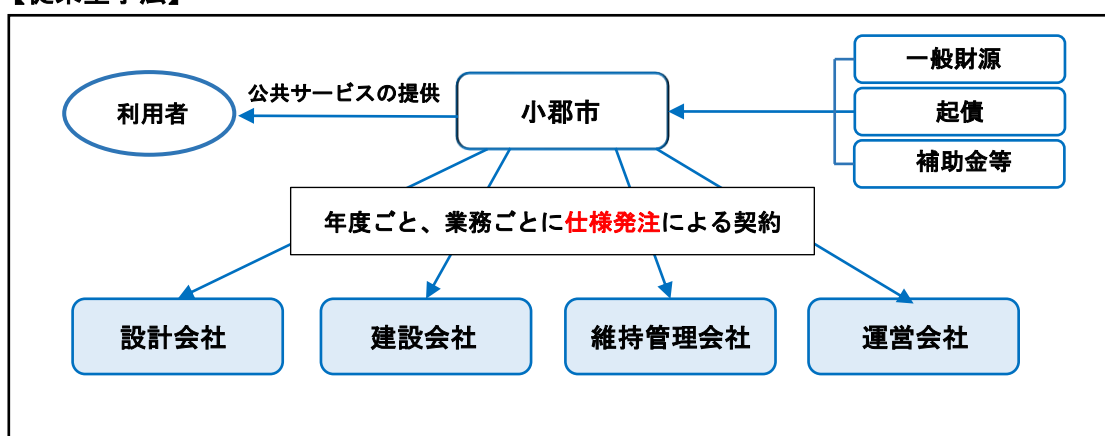 一般財源
公共サービスの提供
利用者
小郡市
起債
補助金等
年度ごと、業務ごとに仕様発注による契約
設計会社
建設会社
維持管理会社
運営会社